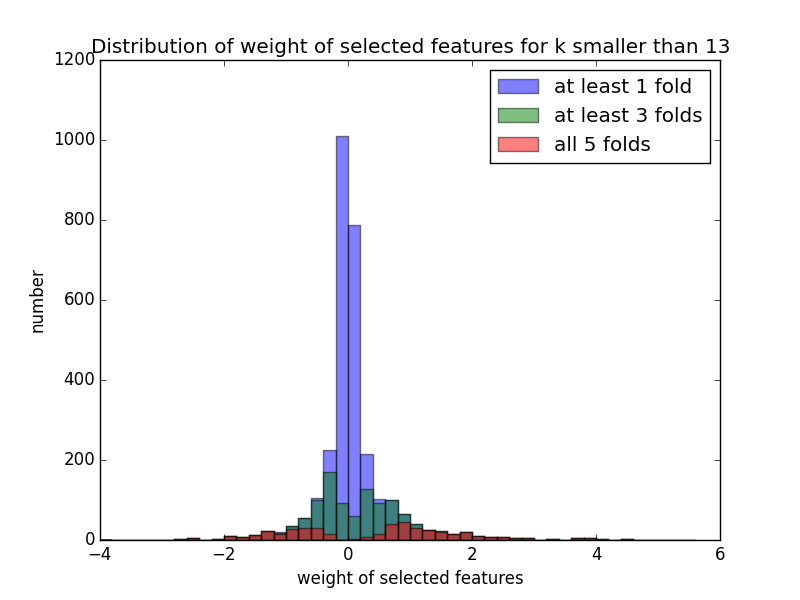 Distribution of weight of selected features for k smaller than 13
1200
1000
800
600
400
200
0
number
at least 1 fold
at least 3 folds
all 5 folds
−4 −2 0 2 4 6
weight of selected features